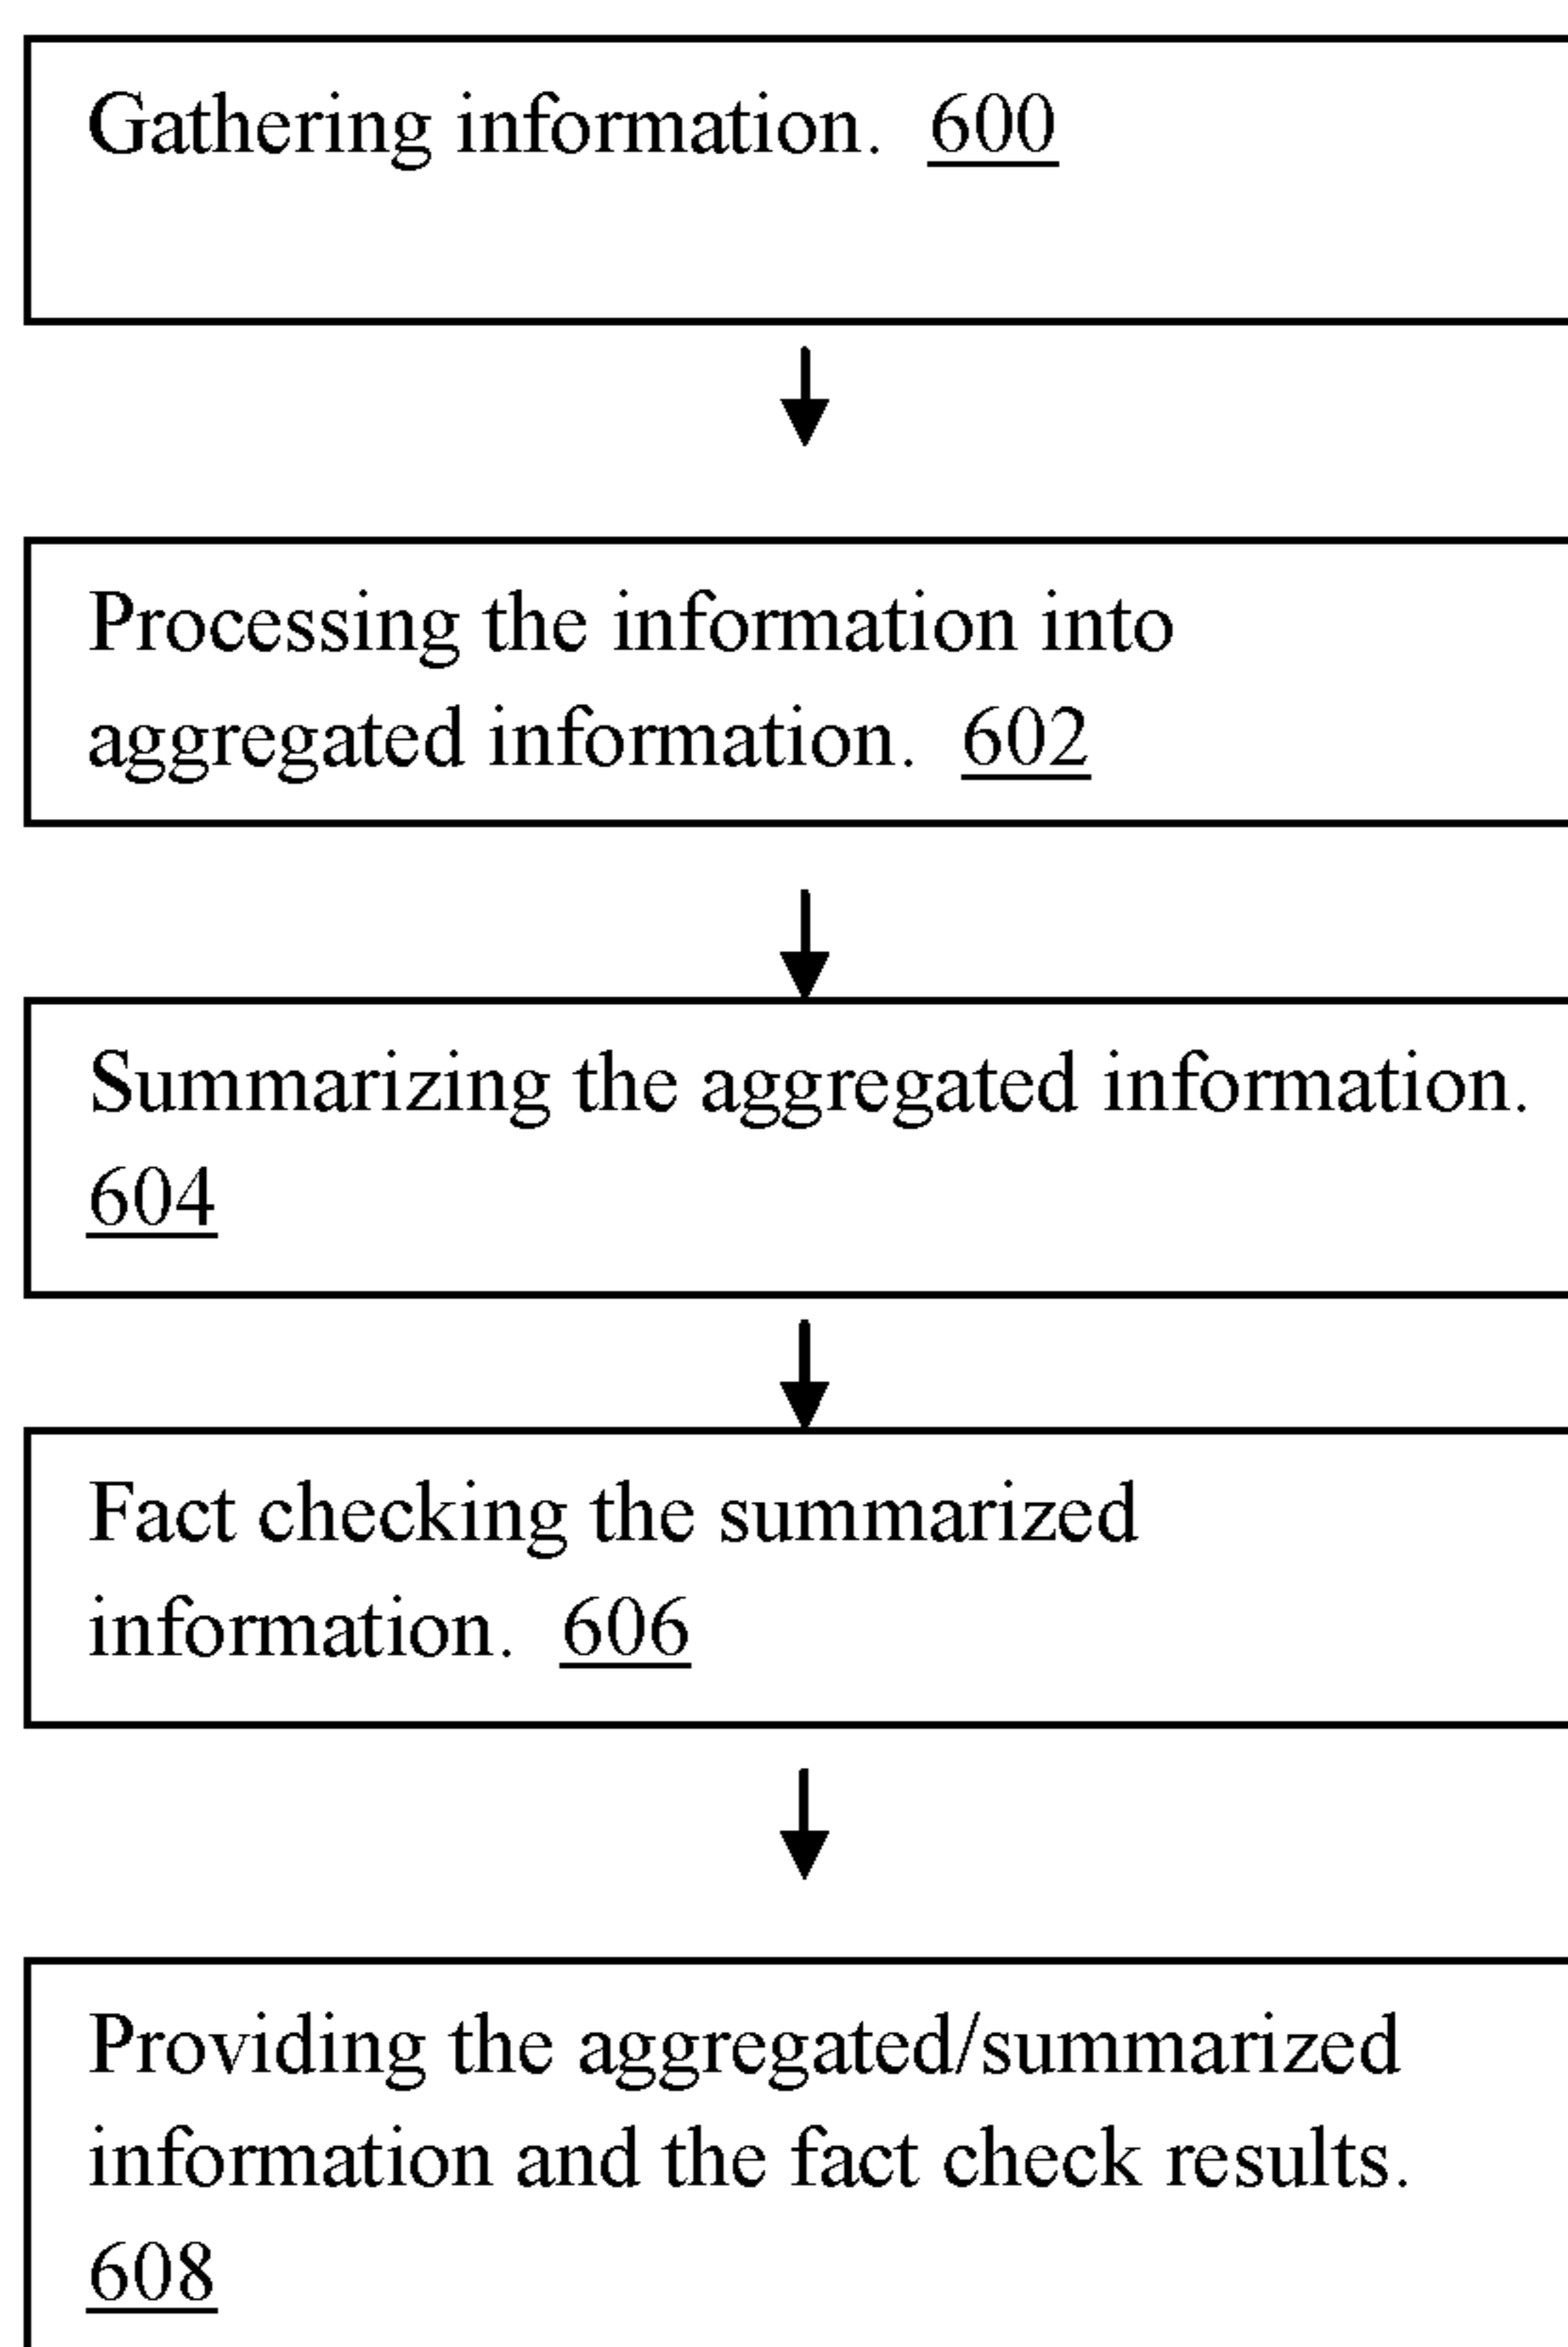 Gathering information. 600
Processing the information into
aggregated information. 602
Summarizing the aggregated information.
604
Fact checking the summarized
information. 606
Providing the aggregated/summarized
information and the fact check results.
608